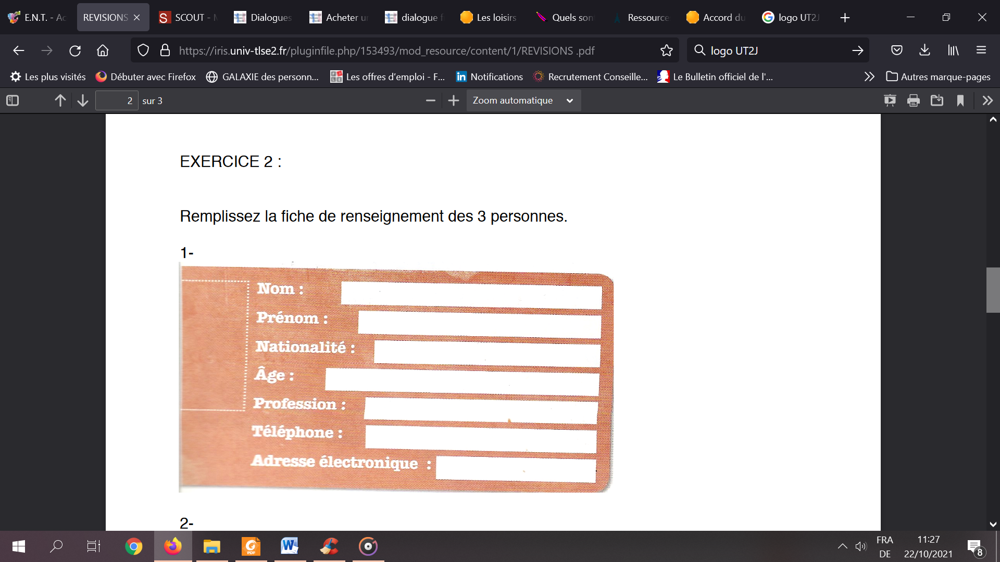 E.N.T. - Ac
REVISIONS
SCOUT - M
Dialogues
Acheter un
dialogue f
Les loisirs
Quels sont
Ressource
Accord du
logo UT2J
https://iris.univ-tlse2.fr/pluginfile.php/153493/mod_resource/content/1/REVISIONS .pdf
logo UT2J
Les plus visités
Débuter avec Firefox
GALAXIE des personn...
Les offres d'emploi - F...
Notifications
Recrutement Conseille...
Le Bulletin officiel de l'...
Autres marque-pages
2 sur 3
Zoom automatique
EXERCICE 2 :
Remplissez la fiche de renseignement des 3 personnes.
1-
Nom :
Prénom :
Nationalité :
Âge :
Profession :
Téléphone :
Adresse électronique :
2-
FRA
11:27
DE
22/10/2021
8